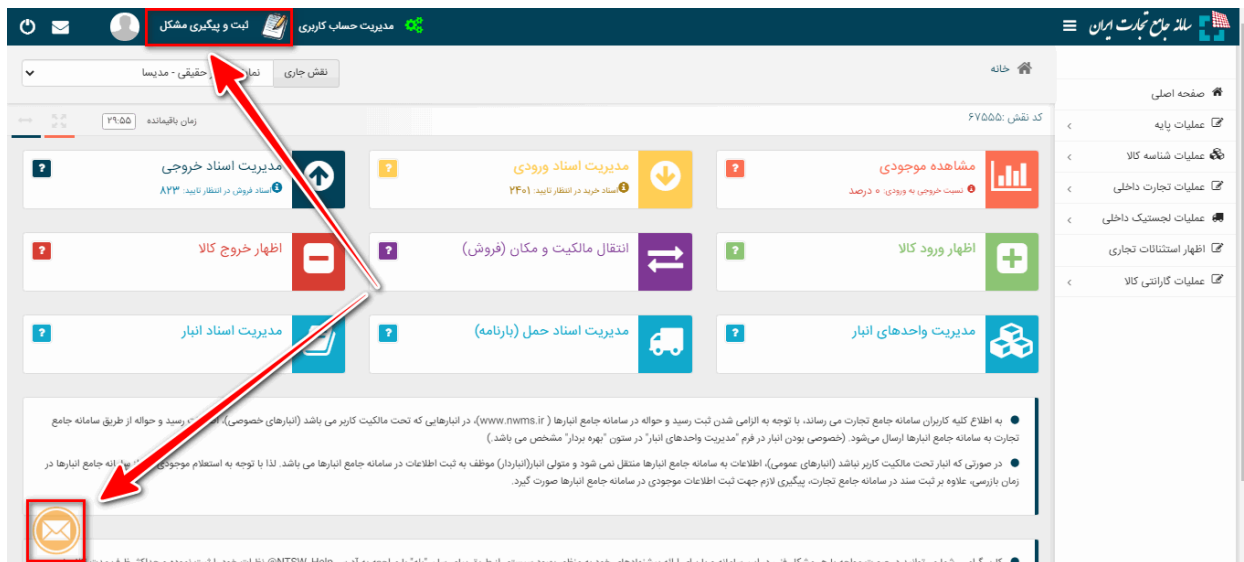 سامانه جامع تجارت ایران
مدیریت حساب کاربری
ثبت و پیگیری مشکل
خانه
نقش جاری
حقیقی - مدیسا
کد نقش :۶۷۵۵۵
زمان باقیمانده ۲۹:۵۵
صفحه اصلی
عملیات پایه
عملیات شناسه کالا
عملیات تجارت داخلی
عملیات لجستیک داخلی
اظهار استثنائات تجاری
عملیات گارانتی کالا
مشاهده موجودی
نسبت خروجی به ورودی: ۰ درصد
مدیریت اسناد ورودی
اسناد خرید در انتظار تایید: ۲۴۰۱
مدیریت اسناد خروجی
اسناد فروش در انتظار تایید: ۸۲۳
اظهار ورود کالا
انتقال مالکیت و مکان (فروش)
اظهار خروج کالا
مدیریت واحدهای انبار
مدیریت اسناد حمل (بارنامه)
مدیریت اسناد انبار
به اطلاع کلیه کاربران سامانه جامع تجارت می رساند، با توجه به الزامی شدن ثبت رسید و حواله در سامانه جامع انبارها ( www.nwms.ir)، در انبارهایی که تحت مالکیت کاربر می باشد (انبارهای خصوصی)، رسید و حواله از طریق سامانه جامع
تجارت به سامانه جامع انبارها ارسال می‌شود. (خصوصی بودن انبار در فرم "مدیریت واحدهای انبار" در ستون "بهره بردار" مشخص می باشد.)
در صورتی که انبار تحت مالکیت کاربر نباشد (انبارهای عمومی)، اطلاعات به سامانه جامع انبارها منتقل نمی شود و متولی انبار(انباردار) موظف به ثبت اطلاعات در سامانه جامع انبارها می باشد. لذا با توجه به استعلام موجودی جامع انبارها در
زمان بازرسی، علاوه بر ثبت سند در سامانه جامع تجارت، پیگیری لازم جهت ثبت اطلاعات موجودی در سامانه جامع انبارها صورت گیرد.
@NTSW_Help